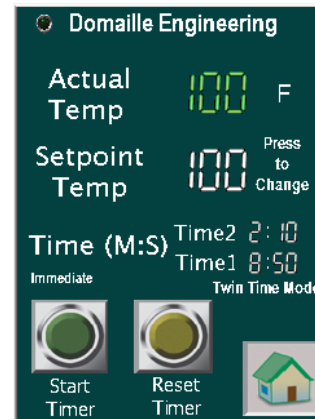 Domaille Engineering
Actual
Temp
100 F
Setpoint
Temp
100
Press
to
Change
Time (M:S)
Time2 2:10
Time1 8:50
Immediate
Twin Time Mode
Start
Timer
Reset
Timer